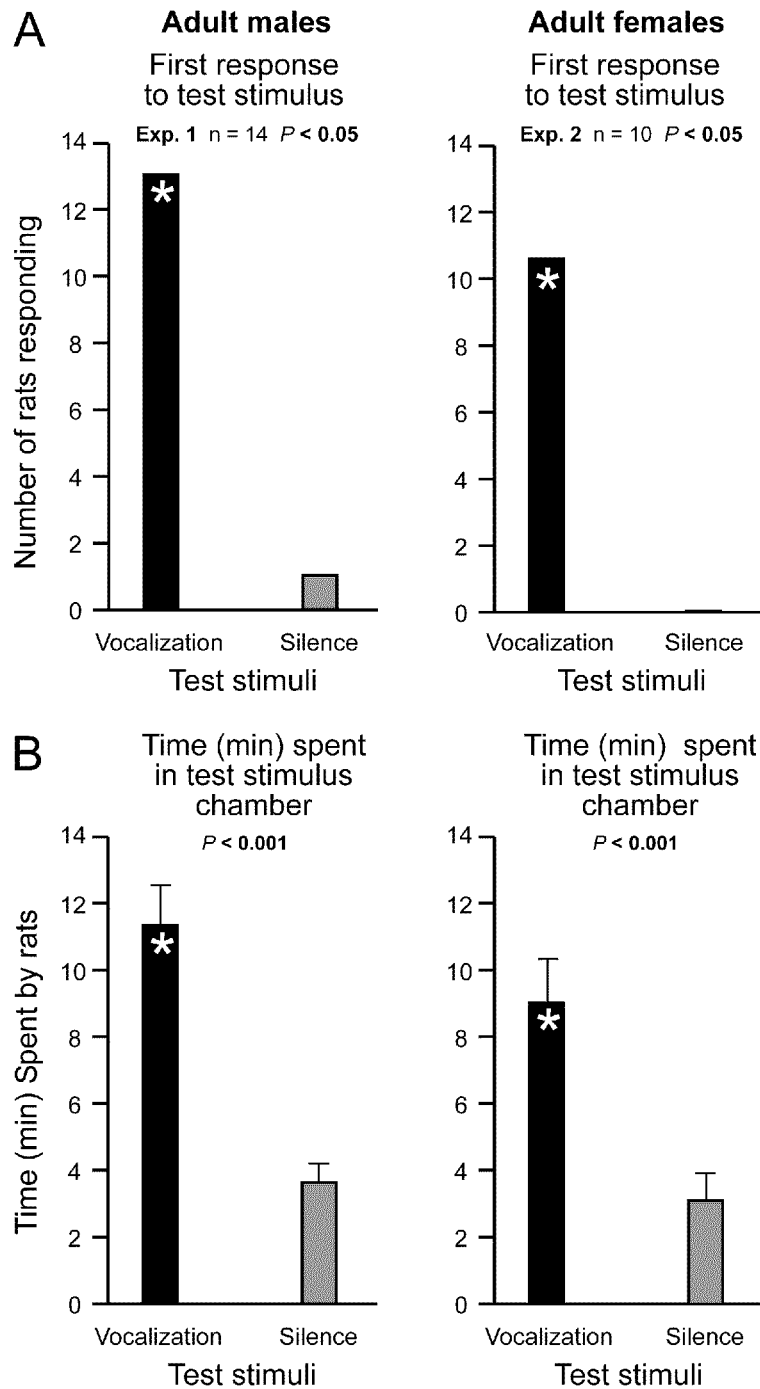 A
Adult males
First response
to test stimulus
Exp. 1 n = 14 P < 0.05
Number of rats responding
14
12
10
8
6
4
2
0
*
Vocalization Silence
Test stimuli
Adult females
First response
to test stimulus
Exp. 2 n = 10 P < 0.05
14
12
10
8
6
4
2
0
*
Vocalization Silence
Test stimuli
B
Time (min) spent
in test stimulus
chamber
P < 0.001
Time (min) Spent by rats
14
12
10
8
6
4
2
0
*
Vocalization Silence
Test stimuli
Time (min) spent
in test stimulus
chamber
P < 0.001
14
12
10
8
6
4
2
0
*
Vocalization Silence
Test stimuli